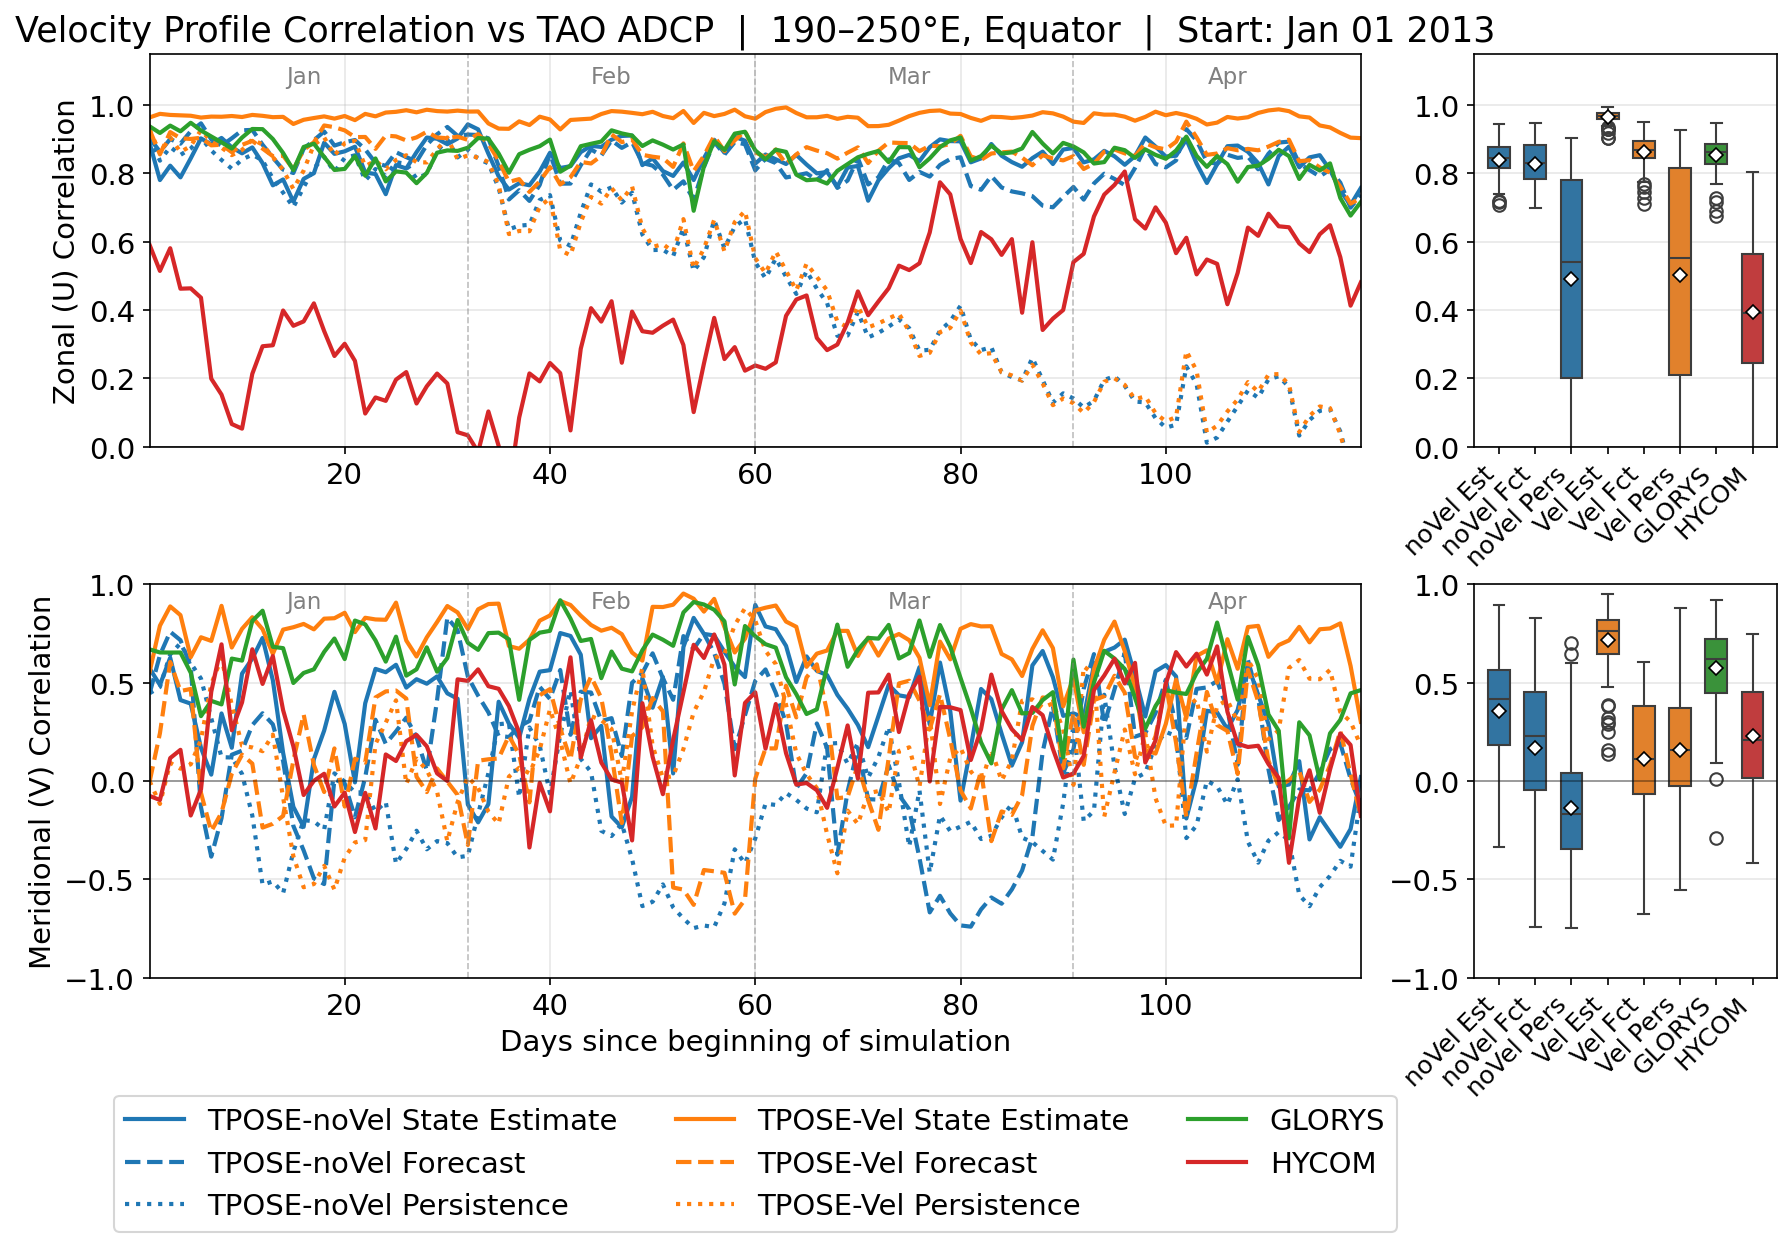 Velocity Profile Correlation vs TAO ADCP | 190–250°E, Equator | Start: Jan 01 2013
Jan Feb Mar Apr
Zonal (U) Correlation
1.0
0.8
0.6
0.4
0.2
0.0
20 40 60 80 100
1.0
0.8
0.6
0.4
0.2
0.0
noVel Est
noVel Fct
noVel Pers
Vel Est
Vel Fct
Vel Pers
GLORYS
HYCOM
Jan Feb Mar Apr
Meridional (V) Correlation
1.0
0.5
0.0
−0.5
−1.0
20 40 60 80 100
Days since beginning of simulation
1.0
0.5
0.0
−0.5
−1.0
noVel Est
noVel Fct
noVel Pers
Vel Est
Vel Fct
Vel Pers
GLORYS
HYCOM
TPOSE-noVel State Estimate
TPOSE-noVel Forecast
TPOSE-noVel Persistence
TPOSE-Vel State Estimate
TPOSE-Vel Forecast
TPOSE-Vel Persistence
GLORYS
HYCOM